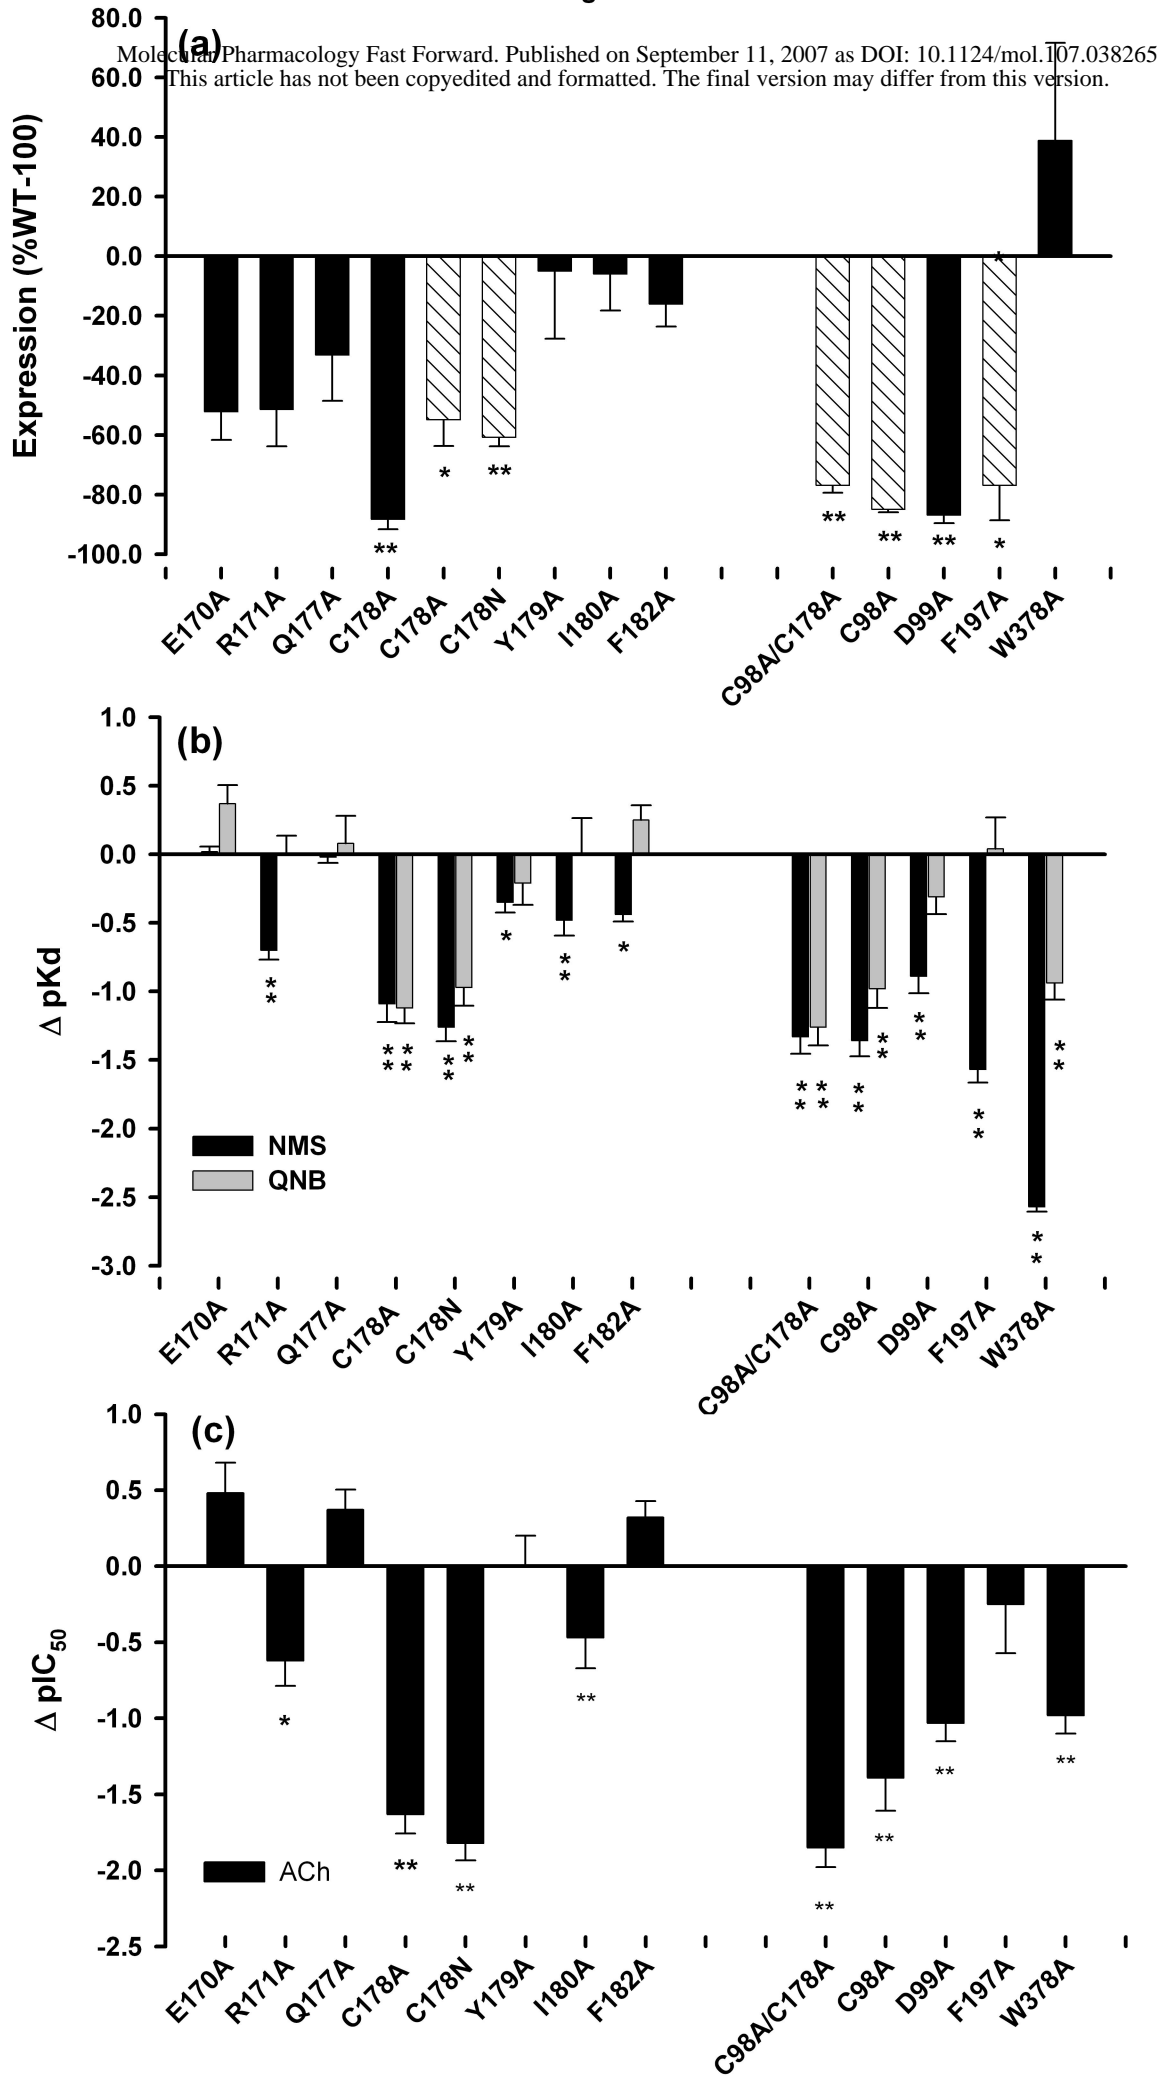 80.0
(a)
Molecular Pharmacology Fast Forward. Published on September 11, 2007 as DOI: 10.1124/mol.107.038265
This article has not been copyedited and formatted. The final version may differ from this version.
60.0
40.0
20.0
0.0
-20.0
-40.0
-60.0
-80.0
-100.0
Expression (%WT-100)
*
* **
**
** ** ** *
E170A R171A Q177A C178A C178A C178N Y179A I180A F182A C98A/C178A C98A D99A F197A W378A
1.0
(b)
0.5
0.0
-0.5
-1.0
-1.5
-2.0
-2.5
-3.0
Δ pKd
** ** ** ** ** * ** * ** ** ** ** ** ** ** **
NMS
QNB
E170A R171A Q177A C178A C178N Y179A I180A F182A C98A/C178A C98A D99A F197A W378A
1.0
(c)
0.5
0.0
-0.5
-1.0
-1.5
-2.0
-2.5
Δ pIC50
* ** ** ** ** ** ** **
ACh
E170A R171A Q177A C178A C178N Y179A I180A F182A C98A/C178A C98A D99A F197A W378A